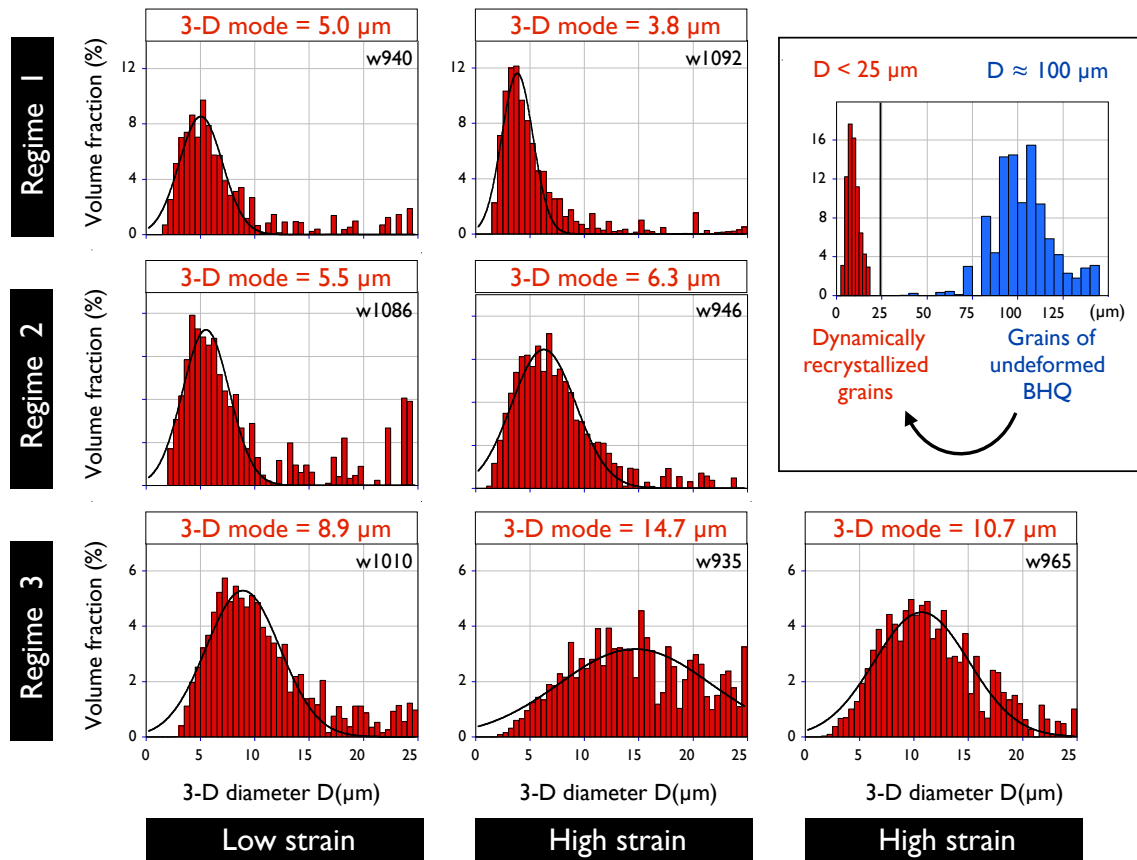 3-D mode = 5.0 µm
3-D mode = 3.8 µm
Regime 1
Volume fraction (%)
12
8
4
0
w940
12
8
4
0
w1092
D < 25 µm
D ≈ 100 µm
16
12
8
4
0
0
25
50
75
100
125
(µm)
Dynamically
recrystallized
grains
Grains of
undeformed
BHQ
3-D mode = 5.5 µm
3-D mode = 6.3 µm
Regime 2
Volume fraction (%)
w1086
w946
3-D mode = 8.9 µm
3-D mode = 14.7 µm
3-D mode = 10.7 µm
Regime 3
Volume fraction (%)
6
4
2
0
w1010
0
5
10
15
20
25
6
4
2
0
w935
0
5
10
15
20
25
6
4
2
0
w965
0
5
10
15
20
25
3-D diameter D(µm)
3-D diameter D(µm)
3-D diameter D(µm)
Low strain
High strain
High strain